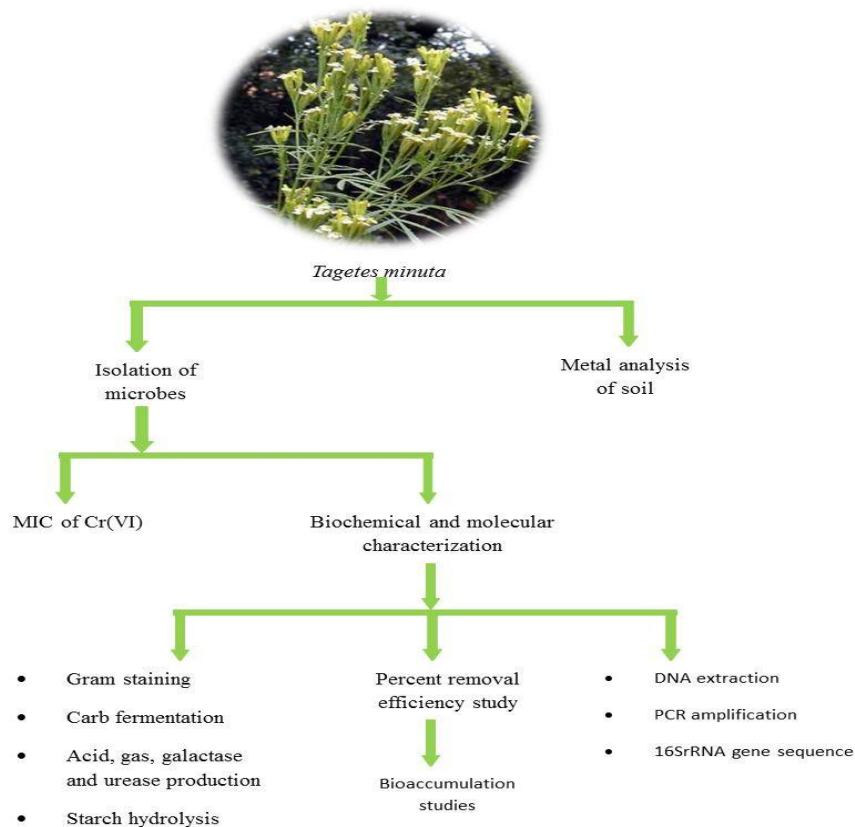 Tagetes minuta
Isolation of
microbes
Metal analysis
of soil
MIC of Cr(VI)
Biochemical and molecular
characterization
• Gram staining
• Carb fermentation
• Acid, gas, galactase
and urease production
• Starch hydrolysis
Percent removal
efficiency study
Bioaccumulation
studies
• DNA extraction
• PCR amplification
• 16SrRNA gene sequence